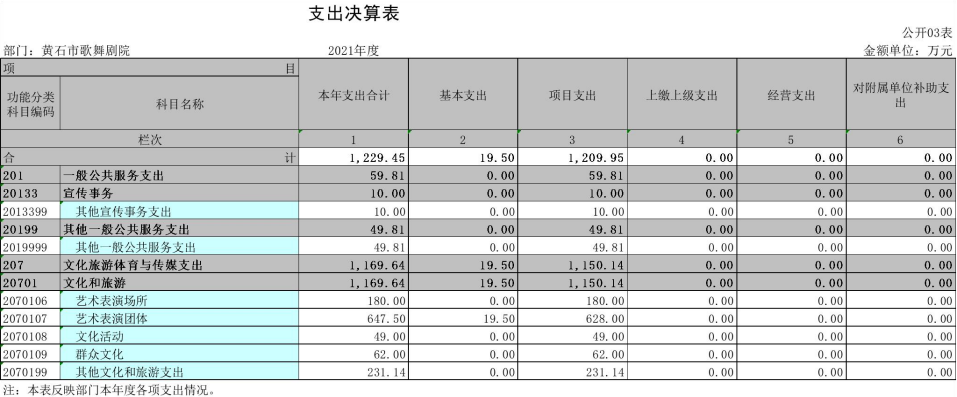 支出决算表
公开03表
部门：黄石市歌舞剧院 2021年度 金额单位：万元
项 目 本年支出合计 基本支出 项目支出 上缴上级支出 经营支出 对附属单位补助支出
功能分类科目编码 科目名称
栏次 1 2 3 4 5 6
合 计 1,229.45 19.50 1,209.95 0.00 0.00 0.00
201 一般公共服务支出 59.81 0.00 59.81 0.00 0.00 0.00
20133 宣传事务 10.00 0.00 10.00 0.00 0.00 0.00
2013399 其他宣传事务支出 10.00 0.00 10.00 0.00 0.00 0.00
20199 其他一般公共服务支出 49.81 0.00 49.81 0.00 0.00 0.00
2019999 其他一般公共服务支出 49.81 0.00 49.81 0.00 0.00 0.00
207 文化旅游体育与传媒支出 1,169.64 19.50 1,150.14 0.00 0.00 0.00
20701 文化和旅游 1,169.64 19.50 1,150.14 0.00 0.00 0.00
2070106 艺术表演场所 180.00 0.00 180.00 0.00 0.00 0.00
2070107 艺术表演团体 647.50 19.50 628.00 0.00 0.00 0.00
2070108 文化活动 49.00 0.00 49.00 0.00 0.00 0.00
2070109 群众文化 62.00 0.00 62.00 0.00 0.00 0.00
2070199 其他文化和旅游支出 231.14 0.00 231.14 0.00 0.00 0.00
注：本表反映部门本年度各项支出情况。